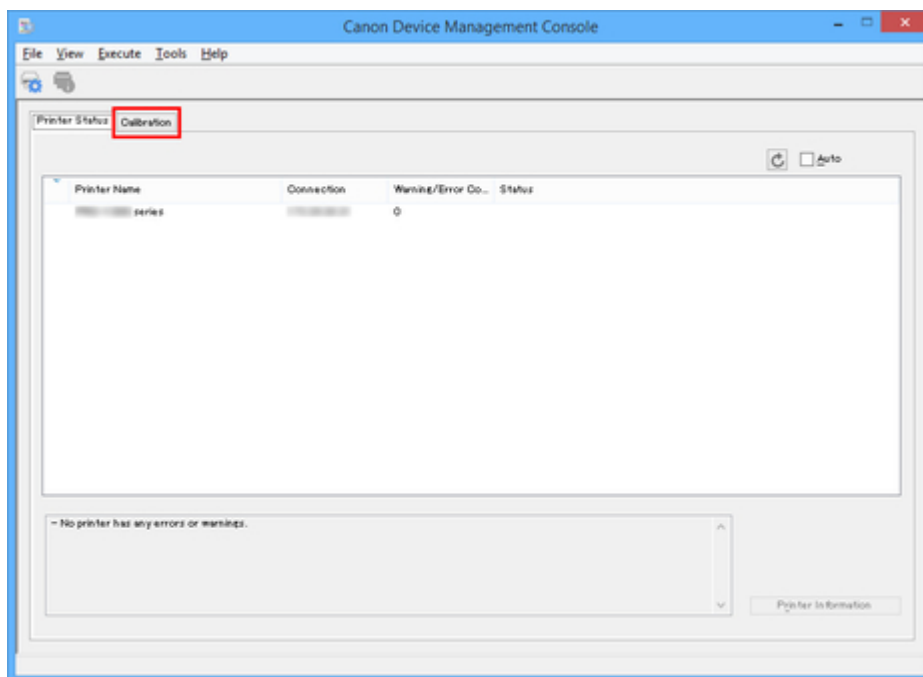 Canon Device Management Console
File View Execute Tools Help
Printer Status Calibration
Auto
Printer Name Connection Warning/Error Co... Status
series 0
- No printer has any errors or warnings.
Printer Information